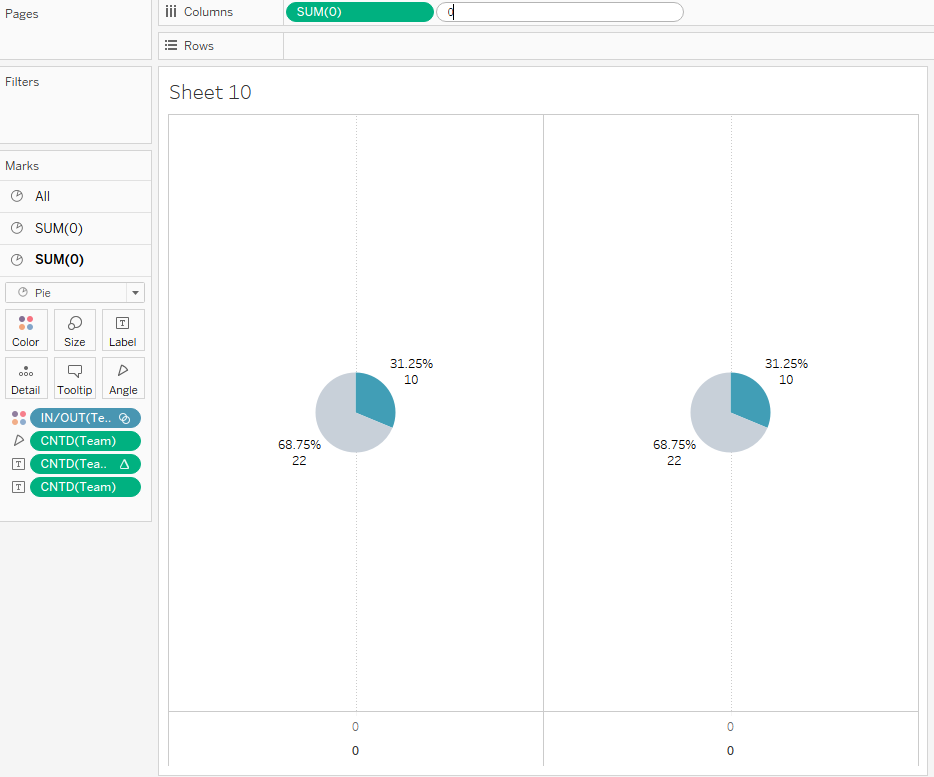 Pages
Columns
SUM(0)
0
Rows
Filters
Sheet 10
Marks
All
SUM(0)
SUM(0)
Pie
Color
Size
Label
Detail
Tooltip
Angle
IN/OUT(Te..
CNTD(Team)
CNTD(Tea..
CNTD(Team)
31.25%
10
68.75%
22
31.25%
10
68.75%
22
0
0
0
0